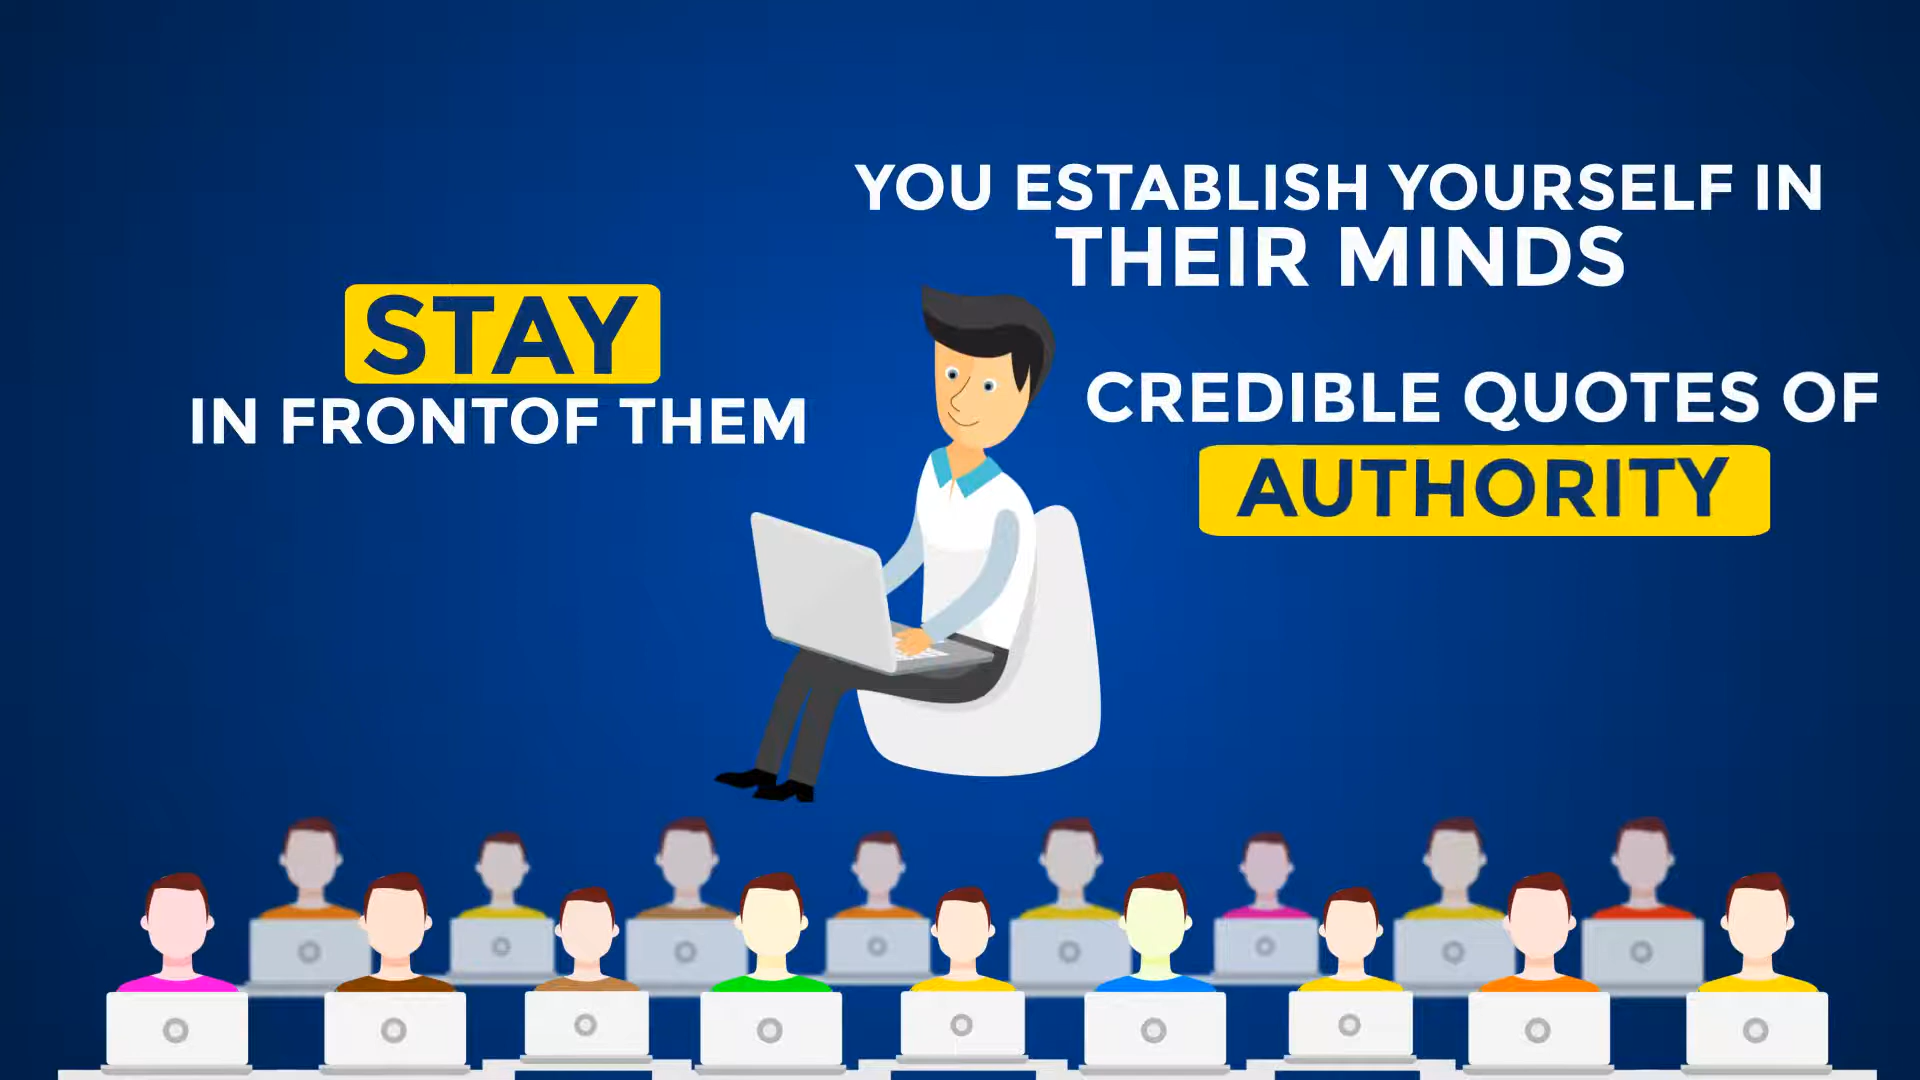 STAY
IN FRONTOF THEM
YOU ESTABLISH YOURSELF IN
THEIR MINDS
CREDIBLE QUOTES OF
AUTHORITY